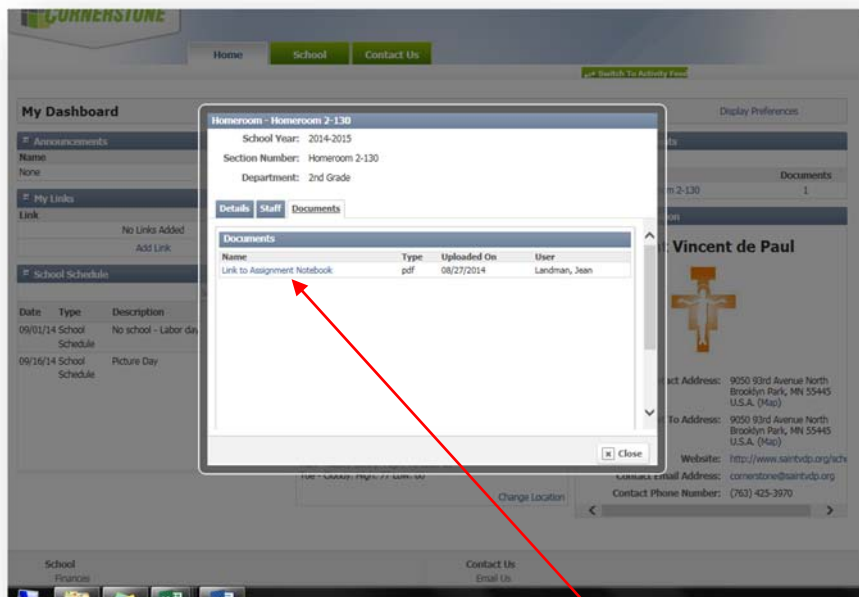 CORNERSTONE
Home School Contact Us
Switch To Activity Feed
My Dashboard
Display Preferences
Announcements
Name
None
My Links
Link
No Links Added
Add Link
School Schedule
Date Type Description
09/01/14 School Schedule No school - Labor day
09/16/14 School Schedule Picture Day
Homeroom - Homeroom 2-130
School Year: 2014-2015
Section Number: Homeroom 2-130
Department: 2nd Grade
Details Staff Documents
Documents
Name Type Uploaded On User
Link to Assignment Notebook pdf 08/27/2014 Landman, Jean
Close
Change Location
Documents
m 2-130 1
Vincent de Paul
Address: 9050 93rd Avenue North
Brooklyn Park, MN 55445
U.S.A. (Map)
To Address: 9050 93rd Avenue North
Brooklyn Park, MN 55445
U.S.A. (Map)
Website: http://www.saintvdp.org/sch
Contact Email Address: cornerstone@saintvdp.org
Contact Phone Number: (763) 425-3970
School
Finances
Contact Us
Email Us